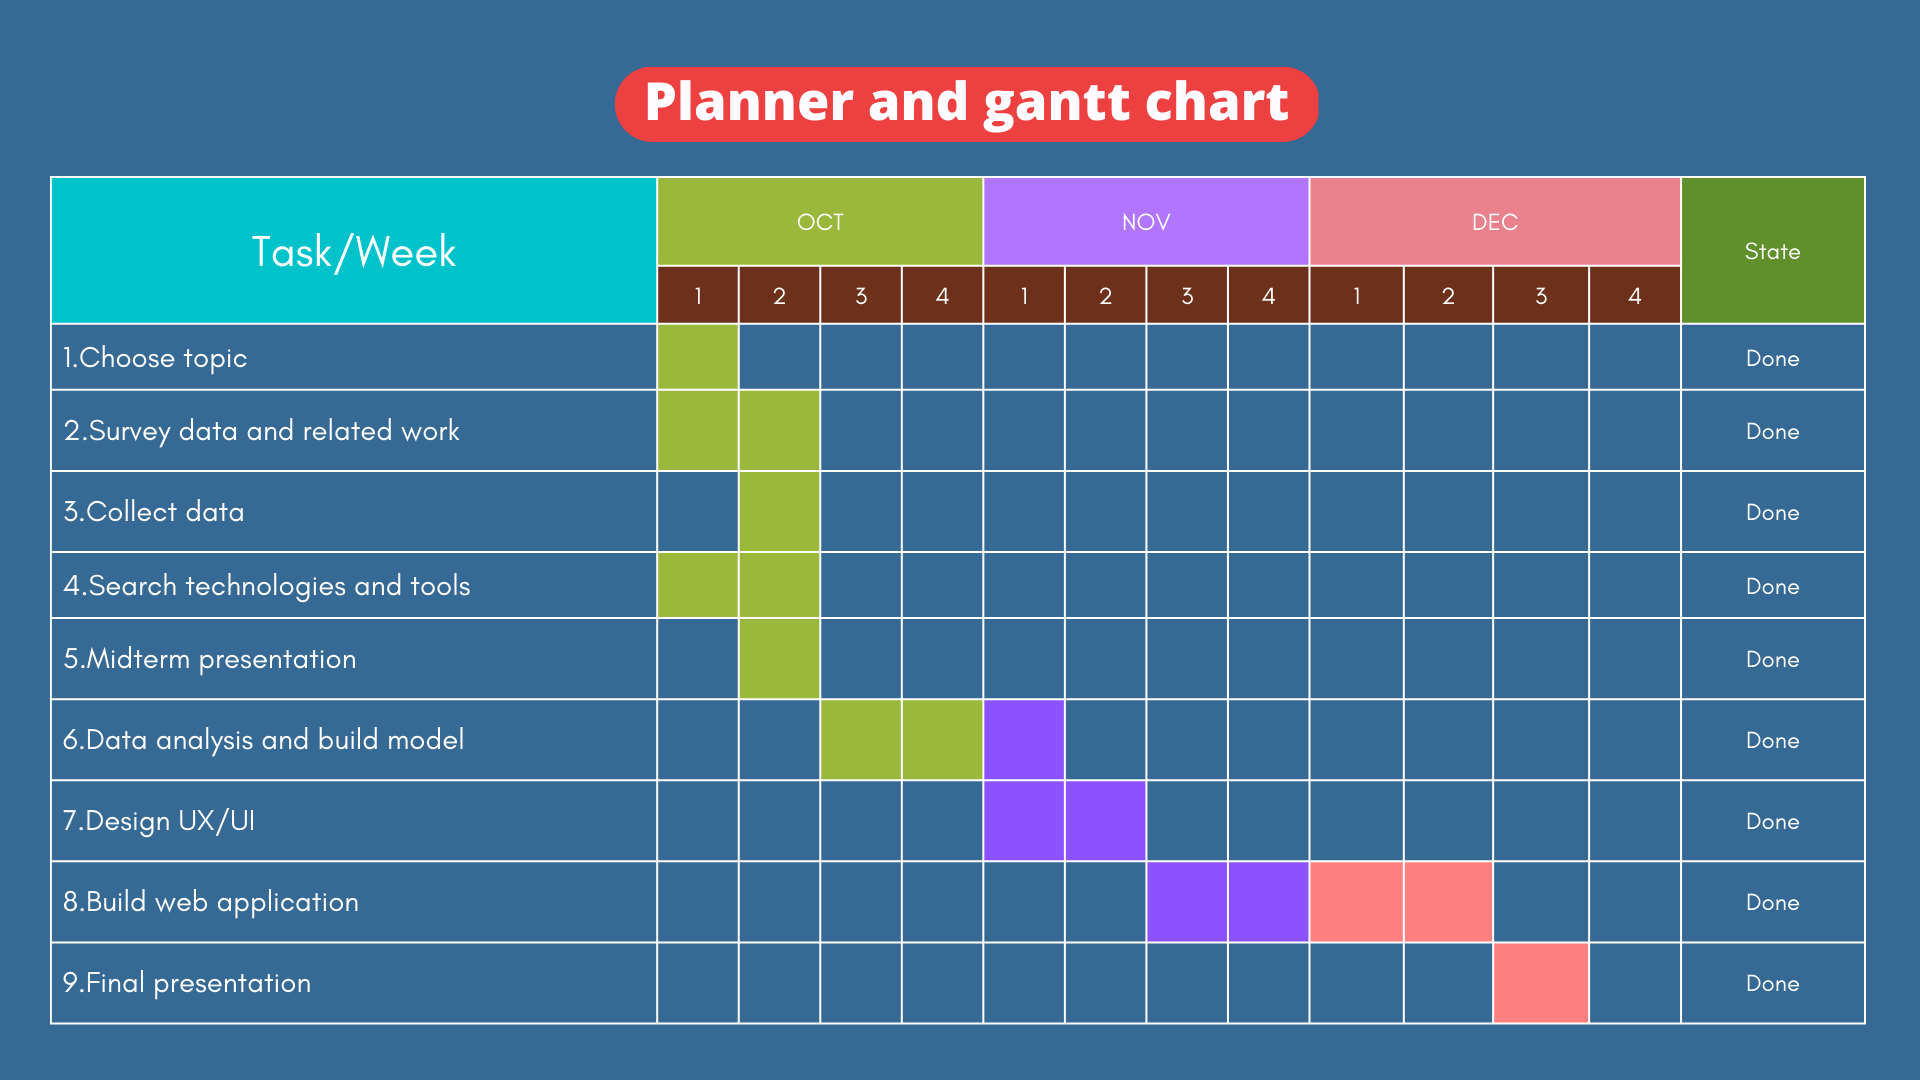 Planner and gantt chart
Task/Week
OCT NOV DEC
State
1 2 3 4 1 2 3 4 1 2 3 4
1.Choose topic Done
2.Survey data and related work Done
3.Collect data Done
4.Search technologies and tools Done
5.Midterm presentation Done
6.Data analysis and build model Done
7.Design UX/UI Done
8.Build web application Done
9.Final presentation Done